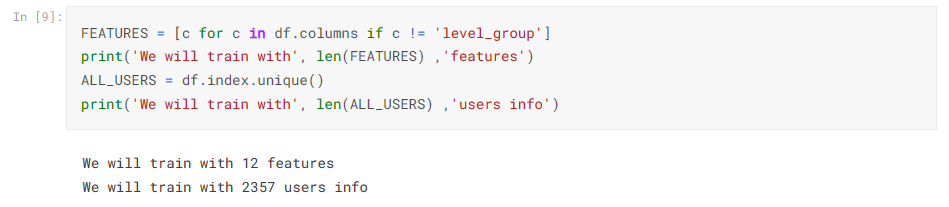 In [9]:
FEATURES = [c for c in df.columns if c != 'level_group']
print('We will train with', len(FEATURES) ,'features')
ALL_USERS = df.index.unique()
print('We will train with', len(ALL_USERS) ,'users info')
We will train with 12 features
We will train with 2357 users info